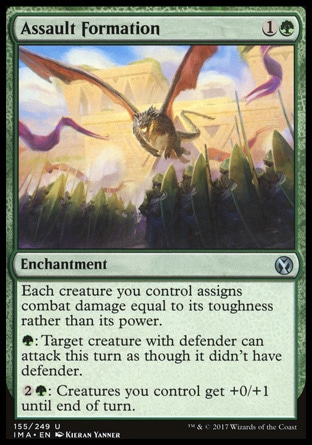 Assault Formation 1
Enchantment
Each creature you control assigns
combat damage equal to its toughness
rather than its power.
: Target creature with defender can
attack this turn as though it didn't have
defender.
2 : Creatures you control get +0/+1
until end of turn.
155/249 U
IMA • EN Kieran Yanner
™ & © 2017 Wizards of the Coast